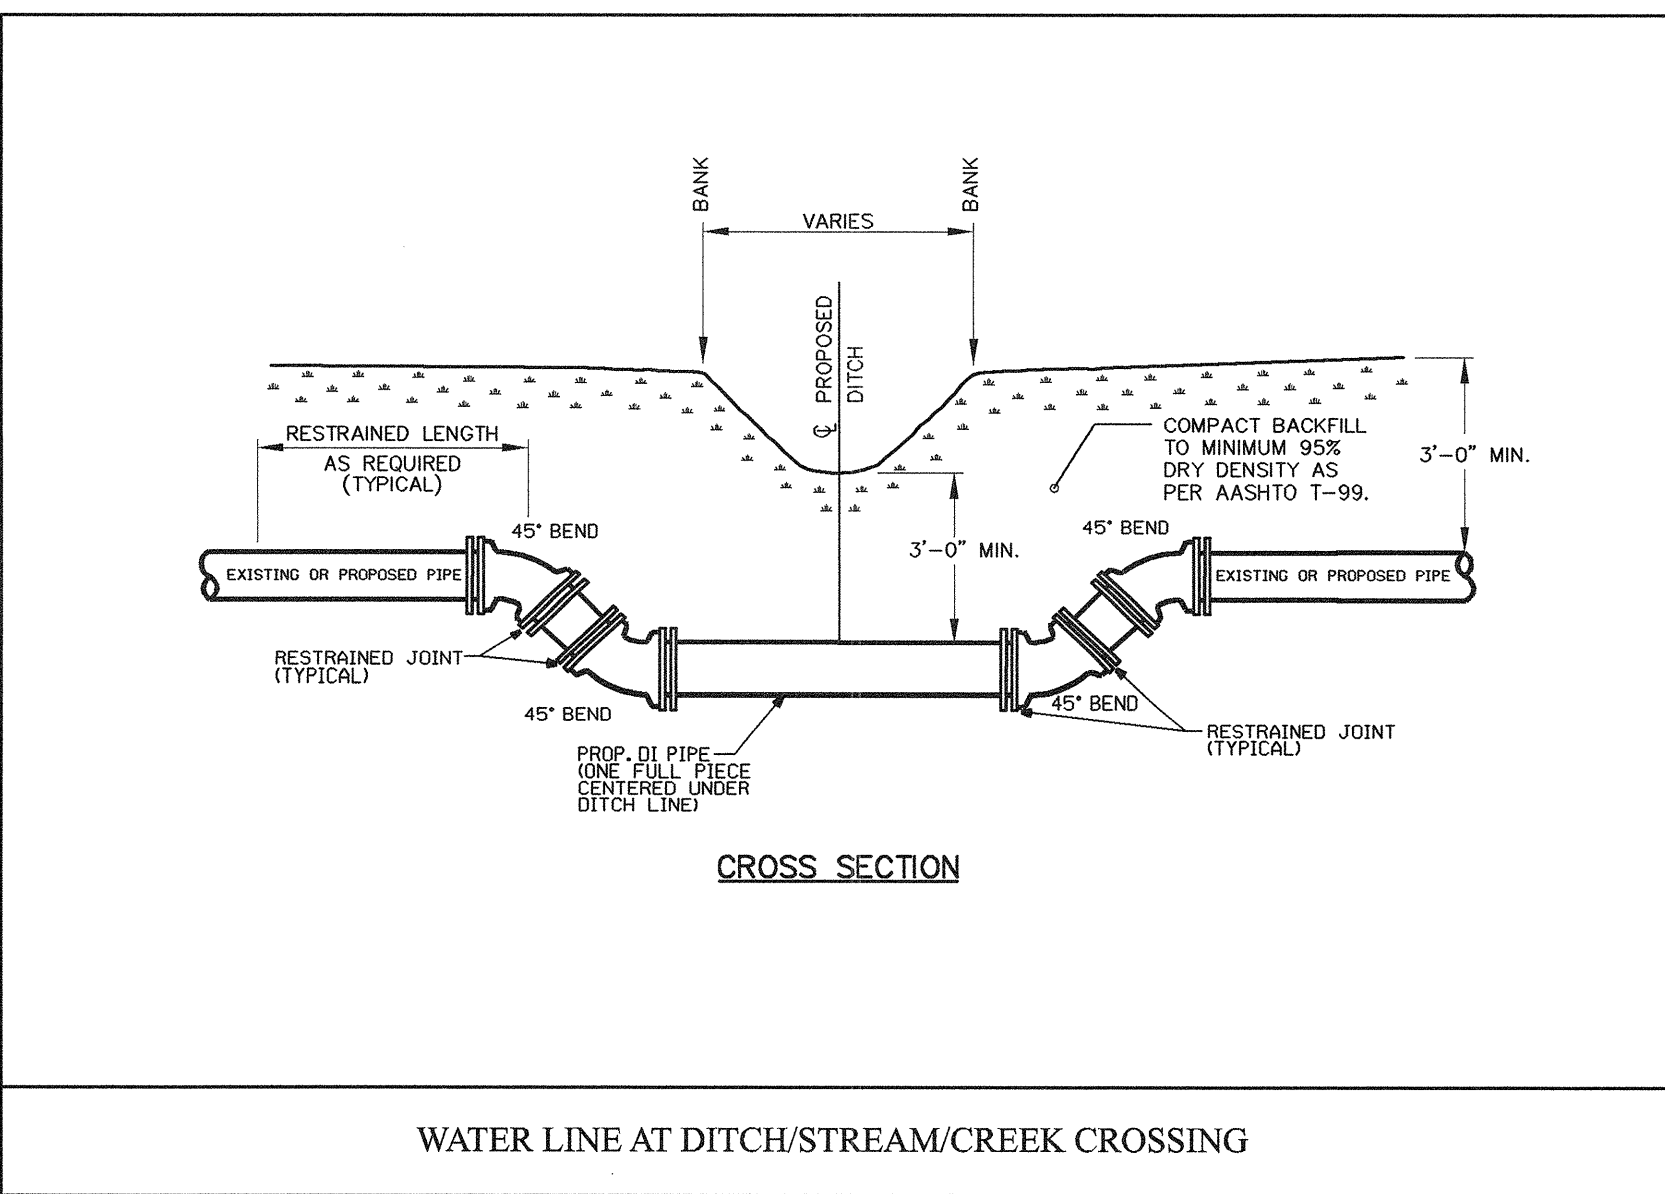 BANK
BANK
VARIES
℄ PROPOSED
DITCH
RESTRAINED LENGTH
AS REQUIRED
(TYPICAL)
COMPACT BACKFILL
TO MINIMUM 95%
DRY DENSITY AS
PER AASHTO T-99.
3'-0" MIN.
45° BEND
45° BEND
3'-0" MIN.
EXISTING OR PROPOSED PIPE
EXISTING OR PROPOSED PIPE
RESTRAINED JOINT
(TYPICAL)
45° BEND
45° BEND
RESTRAINED JOINT
(TYPICAL)
PROP. DI PIPE
(ONE FULL PIECE
CENTERED UNDER
DITCH LINE)
CROSS SECTION
WATER LINE AT DITCH/STREAM/CREEK CROSSING